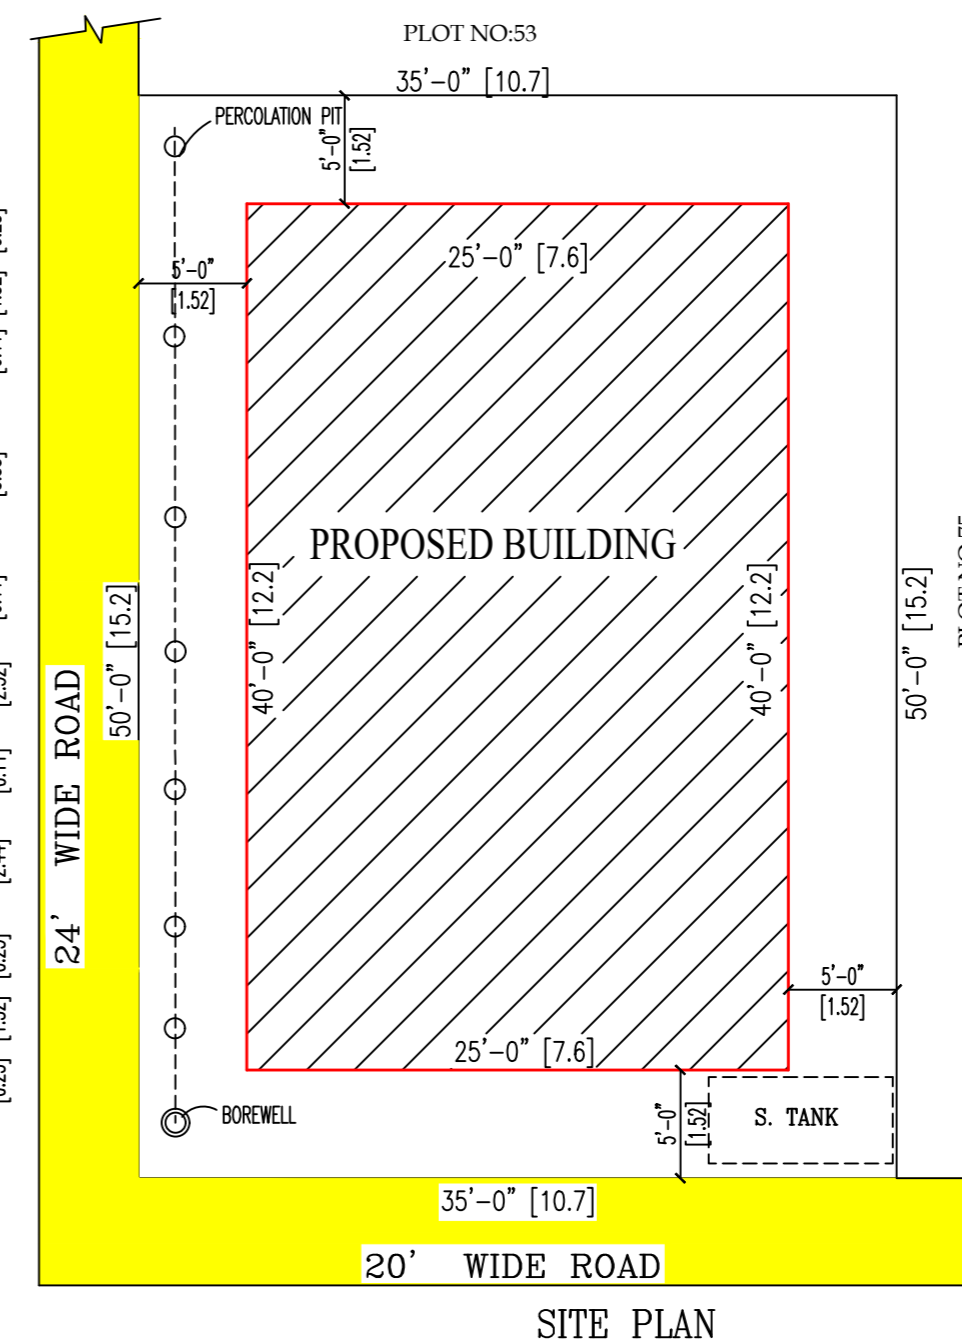 PLOT NO:53
35'-0" [10.7]
PERCOLATION PIT
5'-0"
[1.52]
25'-0" [7.6]
5'-0"
[1.52]
PROPOSED BUILDING
50'-0" [15.2]
40'-0" [12.2]
40'-0" [12.2]
50'-0" [15.2]
24' WIDE ROAD
5'-0"
[1.52]
25'-0" [7.6]
BOREWELL
5'-0"
[1.52]
S. TANK
35'-0" [10.7]
20' WIDE ROAD
SITE PLAN